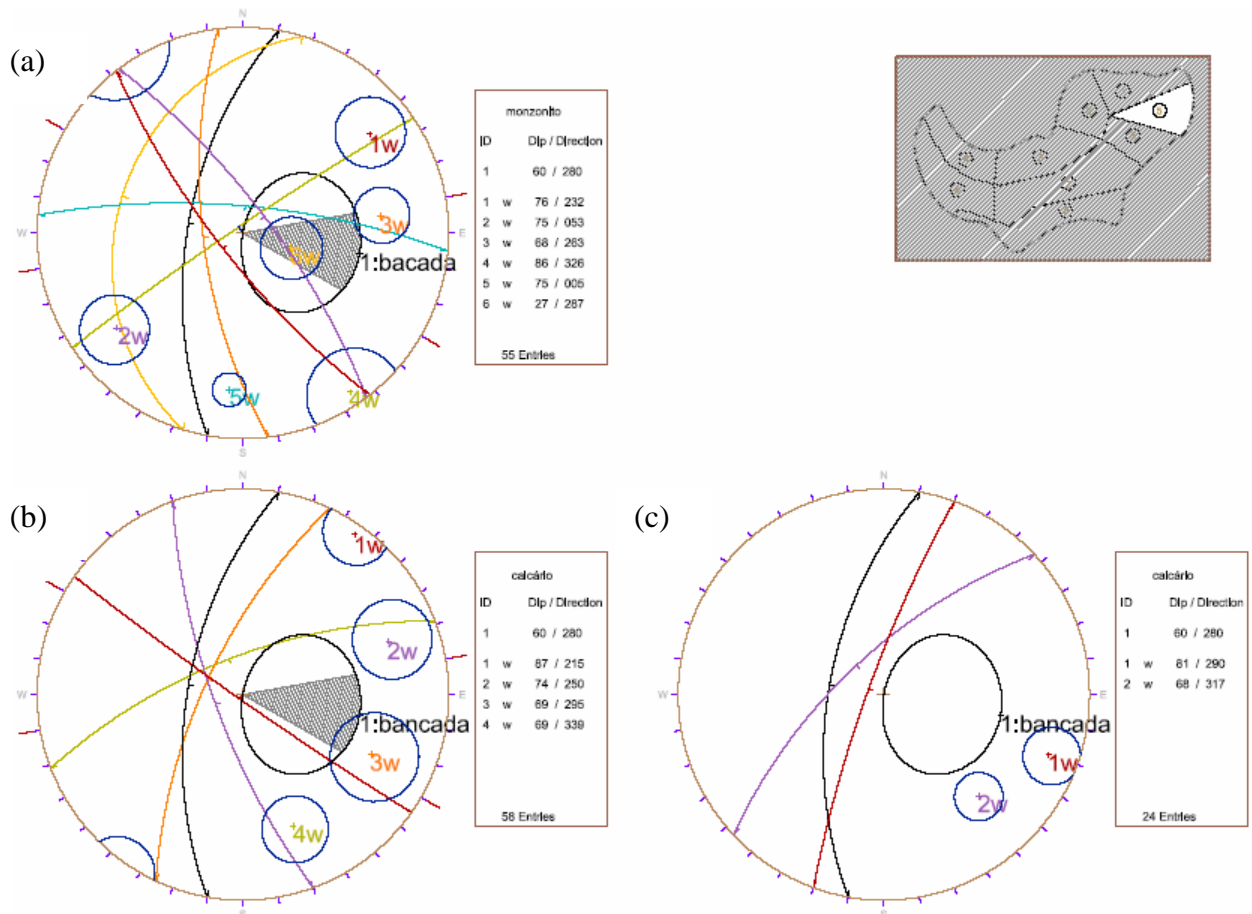 (a)
1w
3w
6w
1:bacada
2w
5w
4w
W
E
S
monzonito
ID Dip / Direction
1 60 / 280
1 w 76 / 232
2 w 75 / 053
3 w 68 / 263
4 w 86 / 326
5 w 75 / 005
6 w 27 / 287
55 Entries
(b)
N
1w
2w
W
E
1:bancada
3w
4w
calcário
ID Dip / Direction
1 60 / 280
1 w 87 / 215
2 w 74 / 250
3 w 69 / 295
4 w 69 / 339
58 Entries
(c)
N
W
E
1:bancada
1w
2w
calcário
ID Dip / Direction
1 60 / 280
1 w 81 / 290
2 w 68 / 317
24 Entries